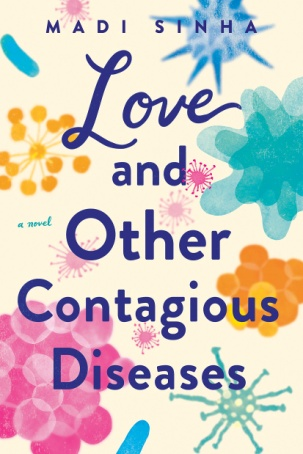 MADI SINHA
Love
and
a novel
Other
Contagious
Diseases